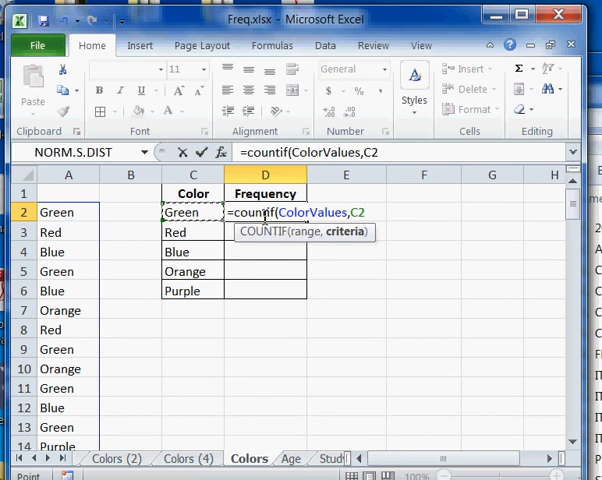 Freq.xlsx - Microsoft Excel
File Home Insert Page Layout Formulas Data Review
Paste
11
General
Styles
Insert
Delete
Format
Clipboard Font Alignment Number Cells Editing
NORM.S.DIST =countif(ColorValues,C2
A B C D E F G H
1 Color Frequency
2 Green Green =countif(ColorValues,C2
3 Red Red COUNTIF(range, criteria)
4 Blue Blue
5 Green Orange
6 Blue Purple
7 Orange
8 Red
9 Green
10 Orange
11 Green
12 Blue
13 Green
14 Purple
Colors (2) Colors (4) Colors Age Study
Point 100%